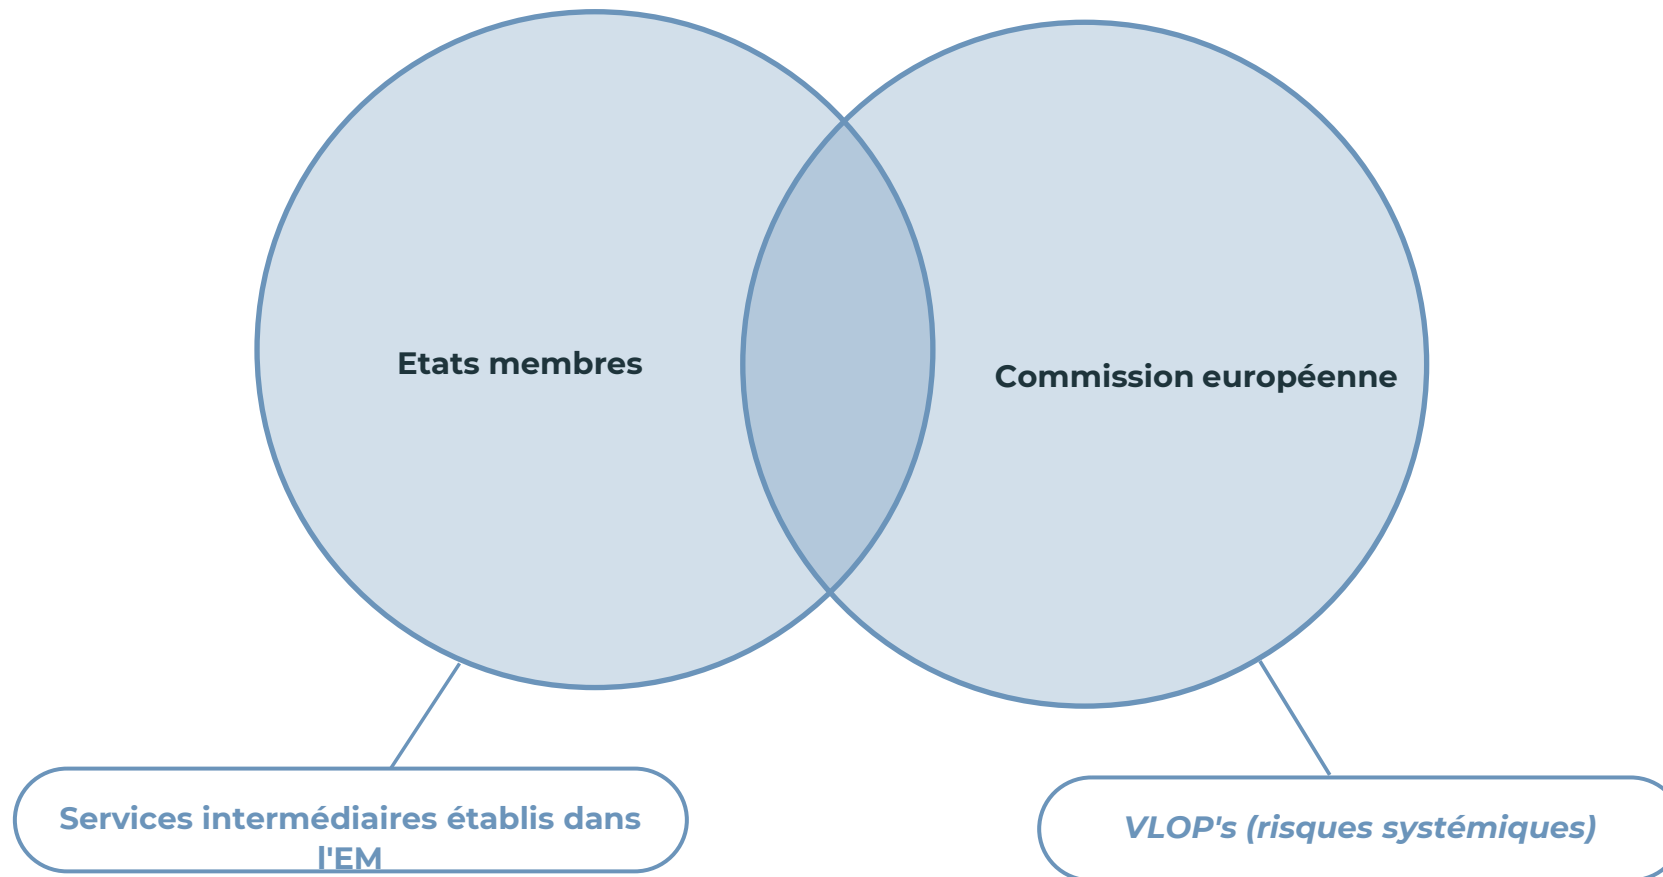 Etats membres
Commission européenne
Services intermédiaires établis dans
l'EM
VLOP's (risques systémiques)